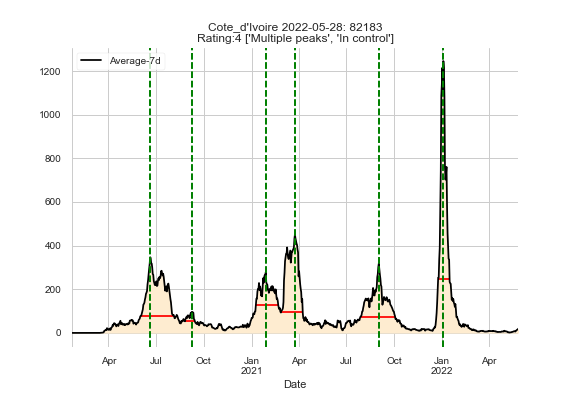 Cote_d'Ivoire 2022-05-28: 82183
Rating:4 ['Multiple peaks', 'In control']
Average-7d
1200
1000
800
600
400
200
0
Apr Jul Oct Jan Apr Jul Oct Jan Apr
2021 2022
Date